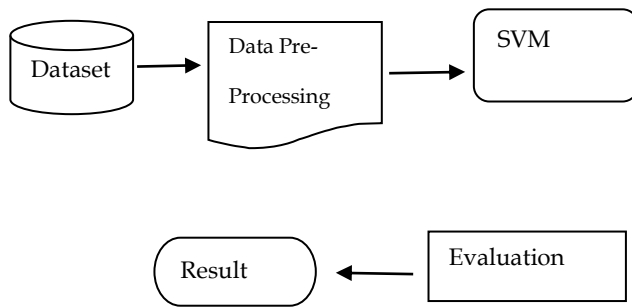 Dataset
Data Pre-
Processing
SVM
Evaluation
Result